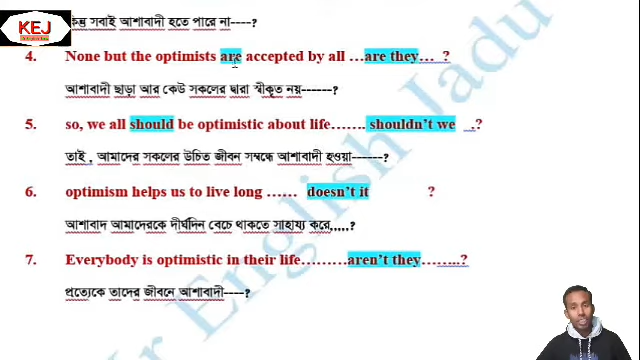 KEJ
কিন্তু সবাই আশাবাদী হতে পারে না----?
4. None but the optimists are accepted by all …are they… ?
আশাবাদী ছাড়া আর কেউ সকলের দ্বারা স্বীকৃত নয়------?
5. so, we all should be optimistic about life……. shouldn't we .?
তাই , আমাদের সকলের উচিত জীবন সম্বন্ধে আশাবাদী হওয়া-----?
6. optimism helps us to live long …… doesn't it ?
আশাবাদ আমাদেরকে দীর্ঘদিন বেচে থাকতে সাহায্য করে,,,,,?
7. Everybody is optimistic in their life………aren't they……..?
প্রত্যেকে তাদের জীবনে আশাবাদী----?
English Jadu